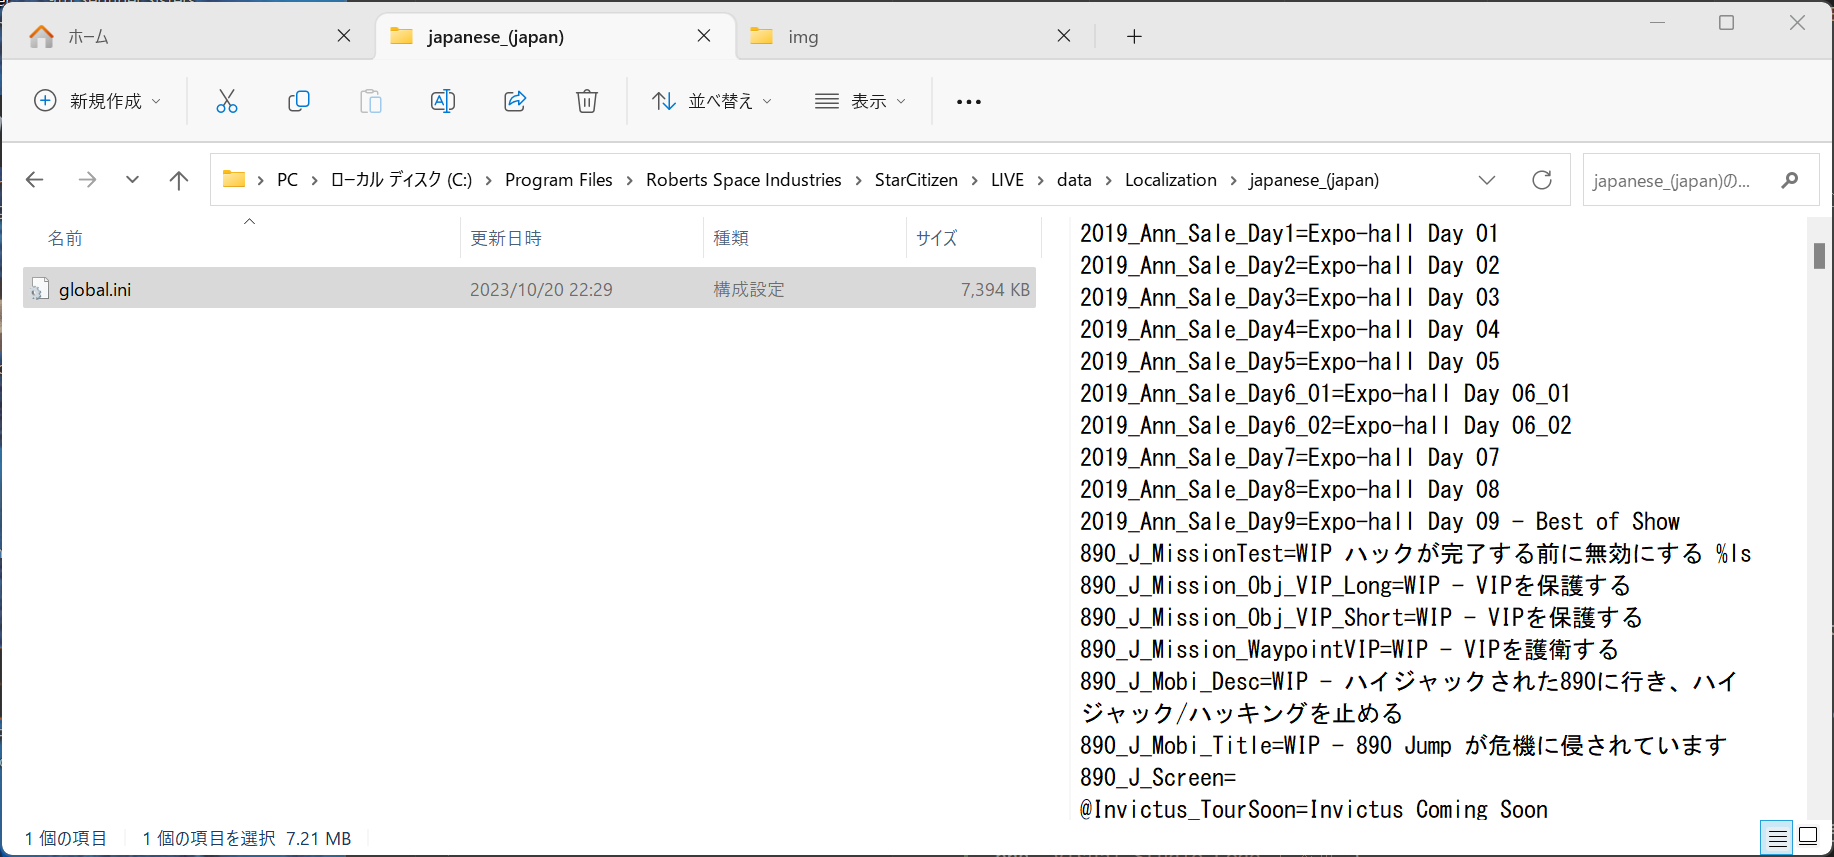 ホーム
japanese_(japan)
img
新規作成
並べ替え
表示
PC
ローカル ディスク (C:)
Program Files
Roberts Space Industries
StarCitizen
LIVE
data
Localization
japanese_(japan)
japanese_(japan)の...
名前
更新日時
種類
サイズ
global.ini
2023/10/20 22:29
構成設定
7,394 KB
2019_Ann_Sale_Day1=Expo-hall Day 01
2019_Ann_Sale_Day2=Expo-hall Day 02
2019_Ann_Sale_Day3=Expo-hall Day 03
2019_Ann_Sale_Day4=Expo-hall Day 04
2019_Ann_Sale_Day5=Expo-hall Day 05
2019_Ann_Sale_Day6_01=Expo-hall Day 06_01
2019_Ann_Sale_Day6_02=Expo-hall Day 06_02
2019_Ann_Sale_Day7=Expo-hall Day 07
2019_Ann_Sale_Day8=Expo-hall Day 08
2019_Ann_Sale_Day9=Expo-hall Day 09 - Best of Show
890_J_MissionTest=WIP ハックが完了する前に無効にする %ls
890_J_Mission_Obj_VIP_Long=WIP - VIPを保護する
890_J_Mission_Obj_VIP_Short=WIP - VIPを保護する
890_J_Mission_WaypointVIP=WIP - VIPを護衛する
890_J_Mobi_Desc=WIP - ハイジャックされた890に行き、ハイ
ジャック/ハッキングを止める
890_J_Mobi_Title=WIP - 890 Jump が危機に侵されています
890_J_Screen=
@Invictus_TourSoon=Invictus Coming Soon
1 個の項目
1 個の項目を選択 7.21 MB